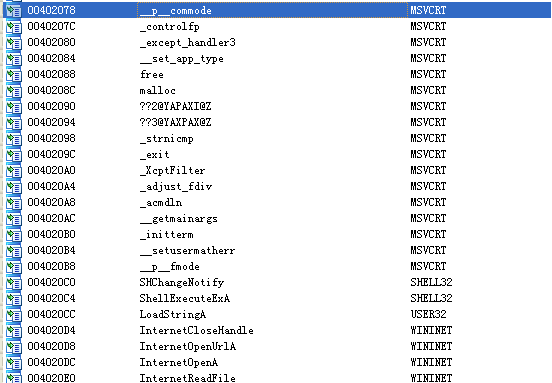 00402078 __p__commode MSVCRT
0040207C _controlfp MSVCRT
00402080 _except_handler3 MSVCRT
00402084 __set_app_type MSVCRT
00402088 free MSVCRT
0040208C malloc MSVCRT
00402090 ??2@YAPAXI@Z MSVCRT
00402094 ??3@YAXPAX@Z MSVCRT
00402098 _strnicmp MSVCRT
0040209C _exit MSVCRT
004020A0 _XcptFilter MSVCRT
004020A4 _adjust_fdiv MSVCRT
004020A8 _acmdln MSVCRT
004020AC __getmainargs MSVCRT
004020B0 _initterm MSVCRT
004020B4 __setusermatherr MSVCRT
004020B8 __p__fmode MSVCRT
004020C0 SHChangeNotify SHELL32
004020C4 ShellExecuteExA SHELL32
004020CC LoadStringA USER32
004020D4 InternetCloseHandle WININET
004020D8 InternetOpenUrlA WININET
004020DC InternetOpenA WININET
004020E0 InternetReadFile WININET